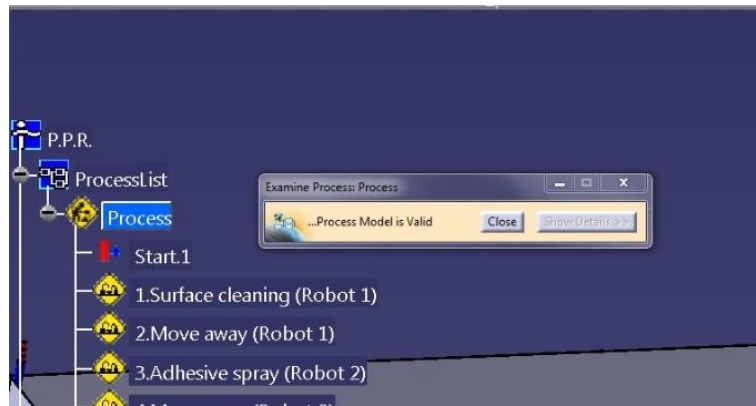 P.P.R.
ProcessList
Examine Process: Process
...Process Model is Valid
Close
Show Details >>
Process
Start.1
1.Surface cleaning (Robot 1)
2.Move away (Robot 1)
3.Adhesive spray (Robot 2)